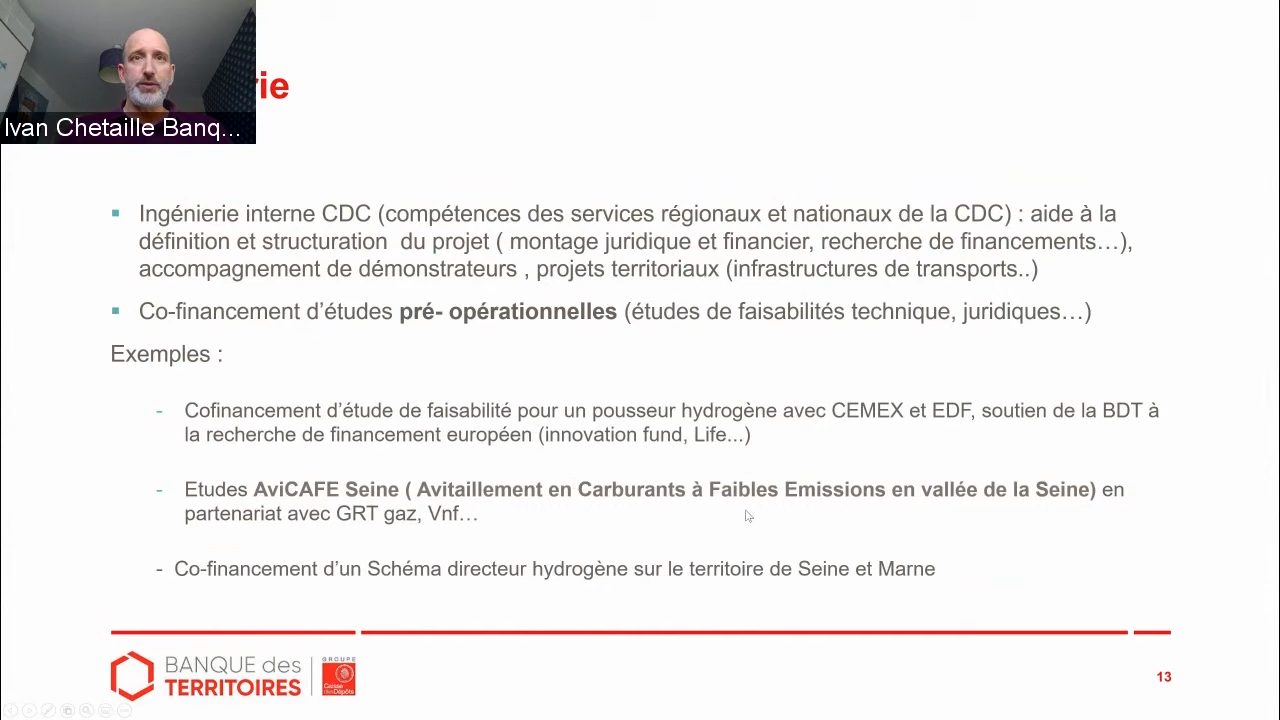 rie
Ivan Chetaille Banq...
▪ Ingénierie interne CDC (compétences des services régionaux et nationaux de la CDC) : aide à la
définition et structuration du projet ( montage juridique et financier, recherche de financements…),
accompagnement de démonstrateurs , projets territoriaux (infrastructures de transports..)
▪ Co-financement d’études pré- opérationnelles (études de faisabilités technique, juridiques…)
Exemples :
- Cofinancement d’étude de faisabilité pour un pousseur hydrogène avec CEMEX et EDF, soutien de la BDT à
la recherche de financement européen (innovation fund, Life...)
- Etudes AviCAFE Seine ( Avitaillement en Carburants à Faibles Emissions en vallée de la Seine) en
partenariat avec GRT gaz, Vnf…
- Co-financement d’un Schéma directeur hydrogène sur le territoire de Seine et Marne
BANQUE des
TERRITOIRES
GROUPE
Caisse
des Dépôts
13